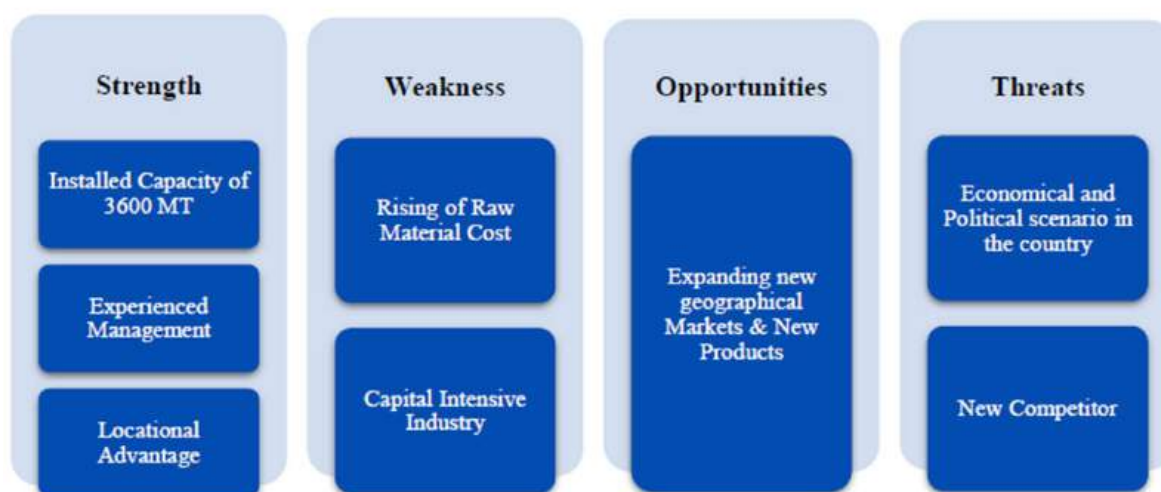 Strength
Installed Capacity of
3600 MT
Experienced
Management
Locational
Advantage
Weakness
Rising of Raw
Material Cost
Capital Intensive
Industry
Opportunities
Expanding new
geographical
Markets & New
Products
Threats
Economical and
Political scenario in
the country
New Competitor